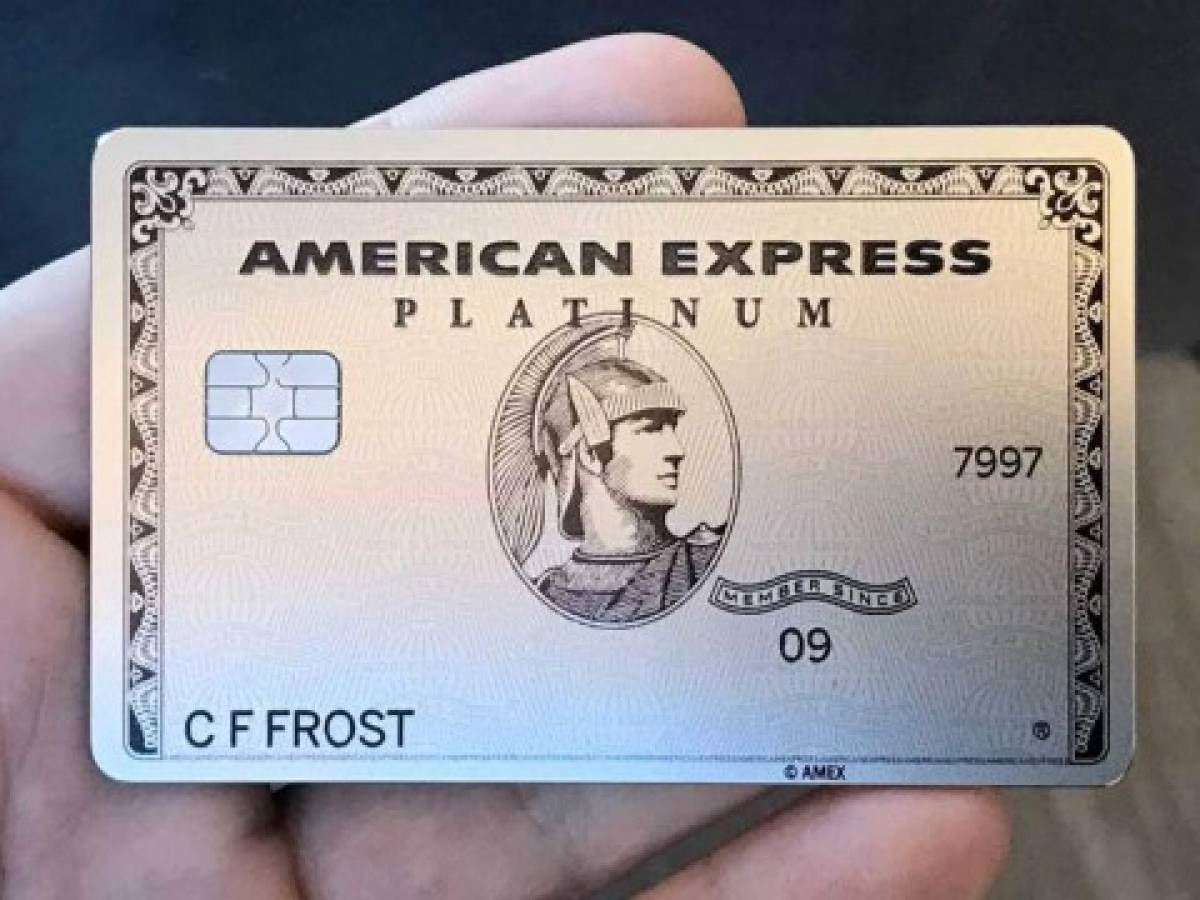 AMERICAN EXPRESS
PLATINUM
7997
MEMBER SINCE
09
C F FROST
®
© AMEX